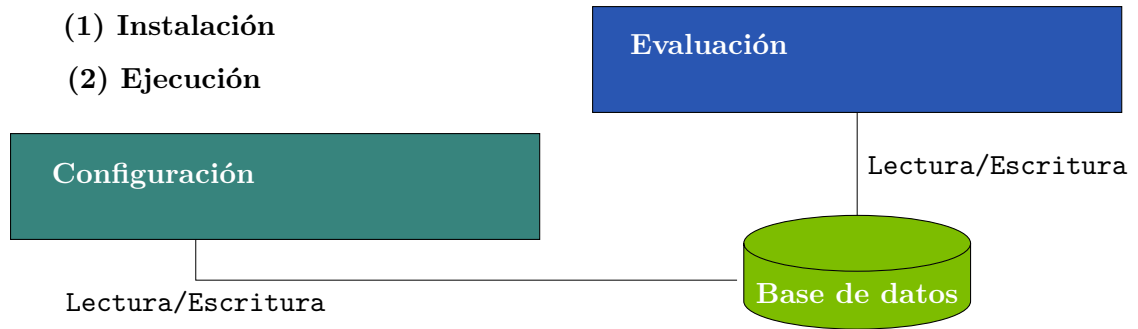 (1) Instalación
(2) Ejecución
Evaluación
Configuración
Lectura/Escritura
Lectura/Escritura
Base de datos